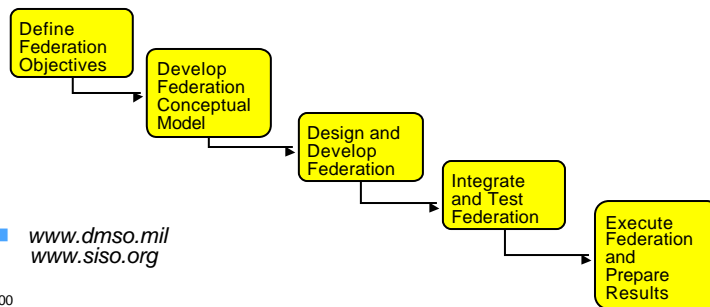 Define
Federation
Objectives
Develop
Federation
Conceptual
Model
Design and
Develop
Federation
Integrate
and Test
Federation
Execute
Federation
and
Prepare
Results
www.dmso.mil
www.siso.org
00